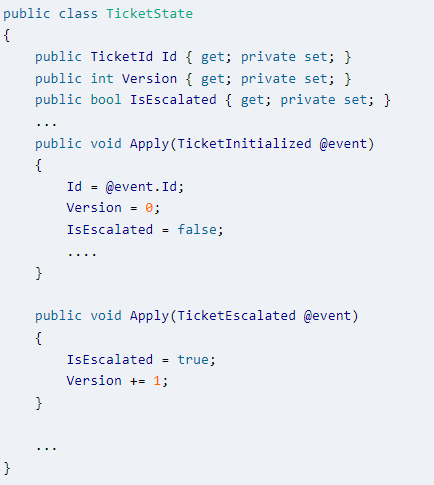 public class TicketState
{
    public TicketId Id { get; private set; }
    public int Version { get; private set; }
    public bool IsEscalated { get; private set; }
    ...
    public void Apply(TicketInitialized @event)
    {
        Id = @event.Id;
        Version = 0;
        IsEscalated = false;
        ....
    }

    public void Apply(TicketEscalated @event)
    {
        IsEscalated = true;
        Version += 1;
    }

    ...
}